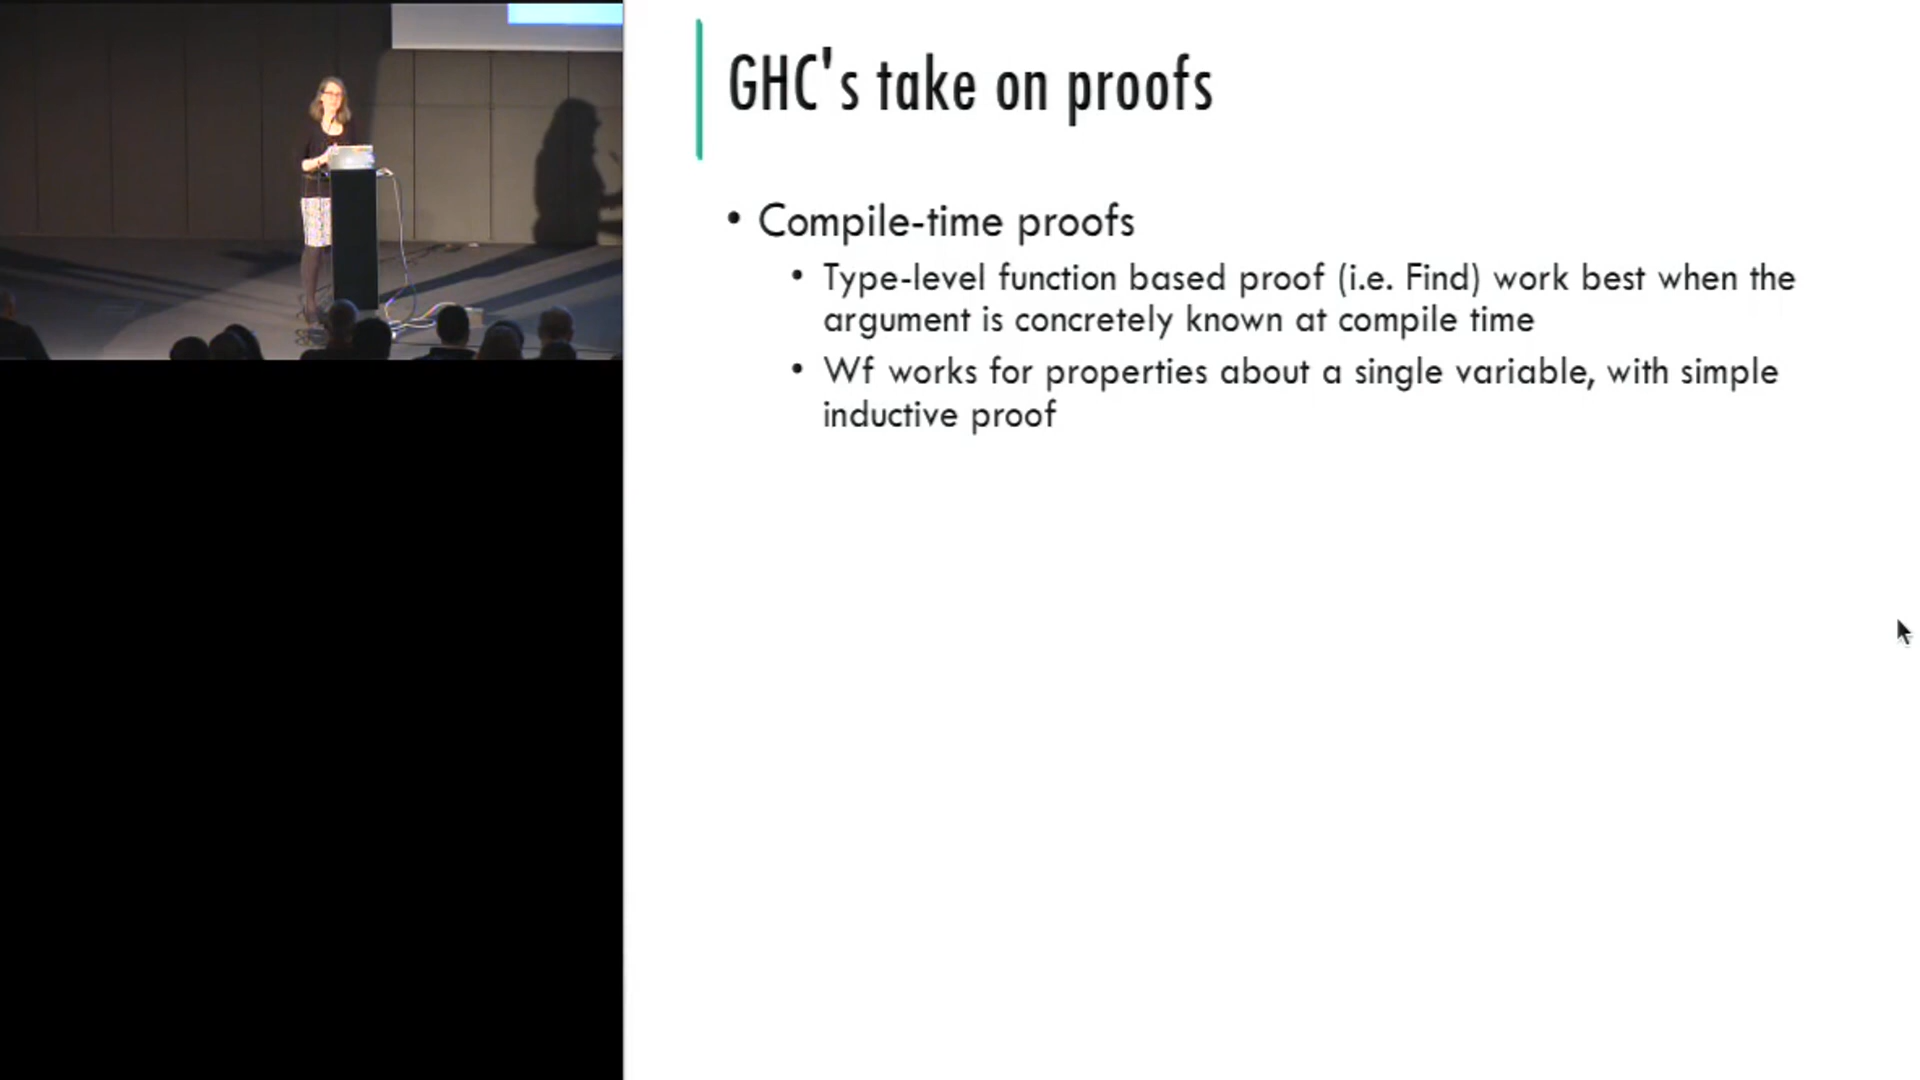 GHC's take on proofs
• Compile-time proofs
• Type-level function based proof (i.e. Find) work best when the
argument is concretely known at compile time
• Wf works for properties about a single variable, with simple
inductive proof